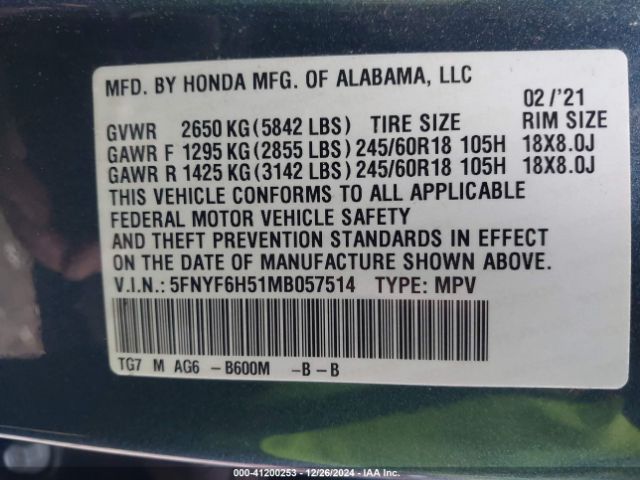 MFD. BY HONDA MFG. OF ALABAMA, LLC
02/'21
GVWR 2650 KG(5842 LBS) TIRE SIZE RIM SIZE
GAWR F 1295 KG(2855 LBS) 245/60R18 105H 18X8.0J
GAWR R 1425 KG(3142 LBS) 245/60R18 105H 18X8.0J
THIS VEHICLE CONFORMS TO ALL APPLICABLE
FEDERAL MOTOR VEHICLE SAFETY
AND THEFT PREVENTION STANDARDS IN EFFECT
ON THE DATE OF MANUFACTURE SHOWN ABOVE.
V.I.N.: 5FNYF6H51MB057514 TYPE: MPV
TG7 M AG6 -B600M -B-B
000-41200253 - 12/26/2024 - IAA Inc.